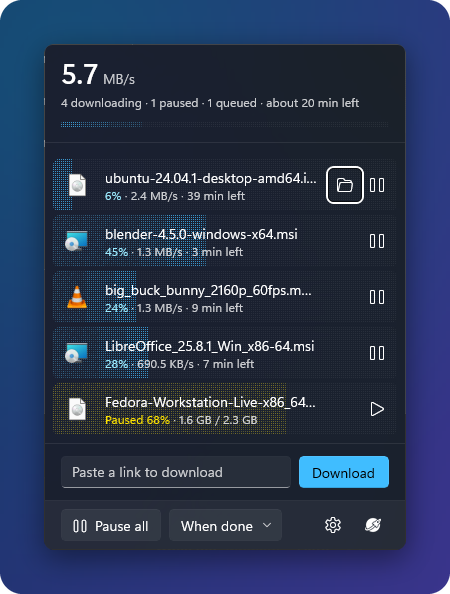 5.7 MB/s
4 downloading · 1 paused · 1 queued · about 20 min left
ubuntu-24.04.1-desktop-amd64.i...
6% · 2.4 MB/s · 39 min left
blender-4.5.0-windows-x64.msi
45% · 1.3 MB/s · 3 min left
big_buck_bunny_2160p_60fps.m...
24% · 1.3 MB/s · 9 min left
LibreOffice_25.8.1_Win_x86-64.msi
28% · 690.5 KB/s · 7 min left
Fedora-Workstation-Live-x86_64...
Paused 68% · 1.6 GB / 2.3 GB
Paste a link to download
Download
Pause all
When done